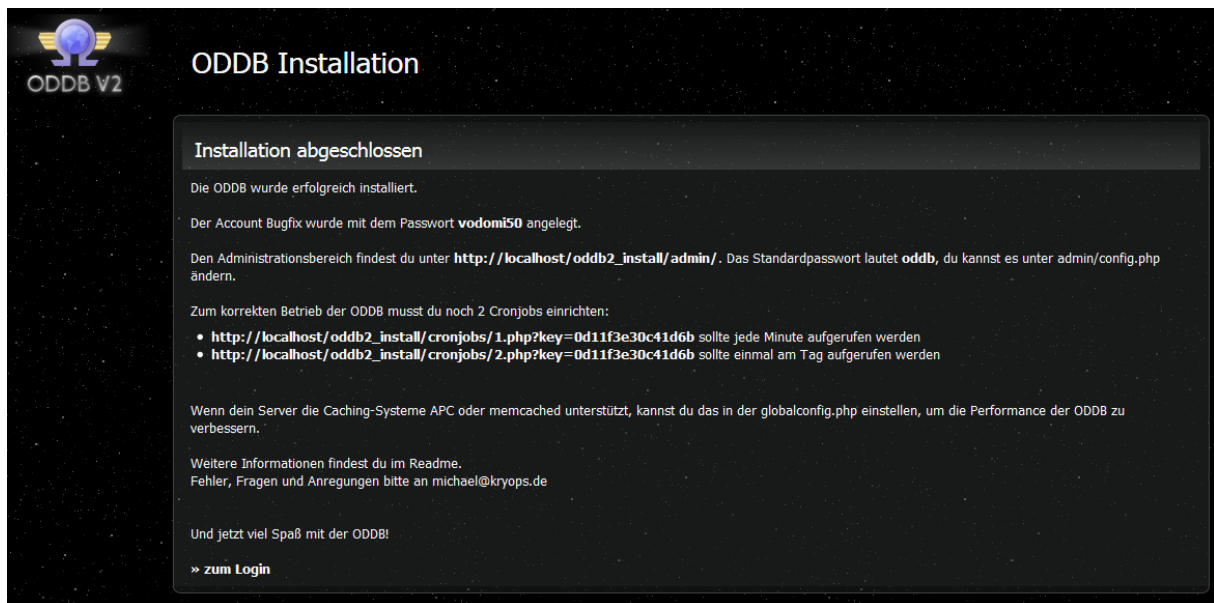 ODDB V2
ODDB Installation
Installation abgeschlossen
Die ODDB wurde erfolgreich installiert.
Der Account Bugfix wurde mit dem Passwort vodomi50 angelegt.
Den Administrationsbereich findest du unter http://localhost/oddb2_install/admin/. Das Standardpasswort lautet oddb, du kannst es unter admin/config.php
ändern.
Zum korrekten Betrieb der ODDB musst du noch 2 Cronjobs einrichten:
• http://localhost/oddb2_install/cronjobs/1.php?key=0d11f3e30c41d6b sollte jede Minute aufgerufen werden
• http://localhost/oddb2_install/cronjobs/2.php?key=0d11f3e30c41d6b sollte einmal am Tag aufgerufen werden
Wenn dein Server die Caching-Systeme APC oder memcached unterstützt, kannst du das in der globalconfig.php einstellen, um die Performance der ODDB zu
verbessern.
Weitere Informationen findest du im Readme.
Fehler, Fragen und Anregungen bitte an michael@kryops.de
Und jetzt viel Spaß mit der ODDB!
» zum Login